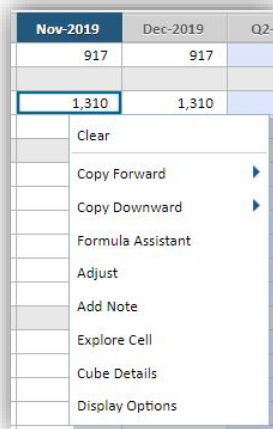 Nov-2019 Dec-2019 Q2-
917 917
1,310 1,310
Clear
Copy Forward
Copy Downward
Formula Assistant
Adjust
Add Note
Explore Cell
Cube Details
Display Options